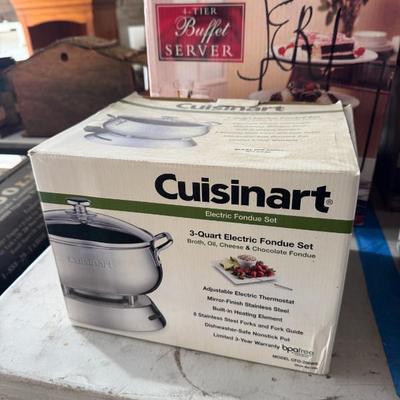 4-TIER
Buffet
SERVER
Cuisinart
Cuisinart®
Electric Fondue Set
3-Quart Electric Fondue Set
Broth, Oil, Cheese & Chocolate Fondue
Cuisinart
Adjustable Electric Thermostat
Mirror-Finish Stainless Steel
Built-in Heating Element
8 Stainless Steel Forks and Fork Guide
Dishwasher-Safe Nonstick Pot
Limited 3-Year Warranty
bpafree